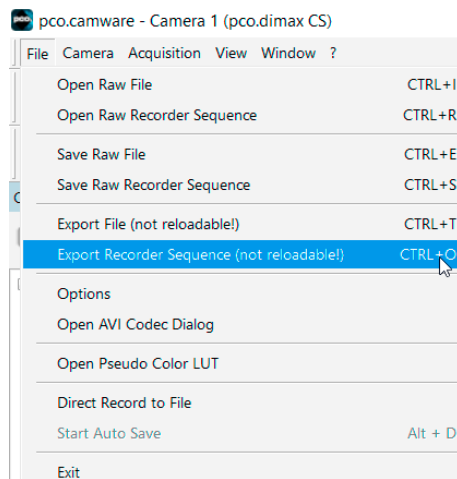 pco. pco.camware - Camera 1 (pco.dimax CS)
File Camera Acquisition View Window ?
Open Raw File CTRL+I
Open Raw Recorder Sequence CTRL+R
Save Raw File CTRL+E
Save Raw Recorder Sequence CTRL+S
Export File (not reloadable!) CTRL+T
Export Recorder Sequence (not reloadable!) CTRL+O
Options
Open AVI Codec Dialog
Open Pseudo Color LUT
Direct Record to File
Start Auto Save Alt + D
Exit